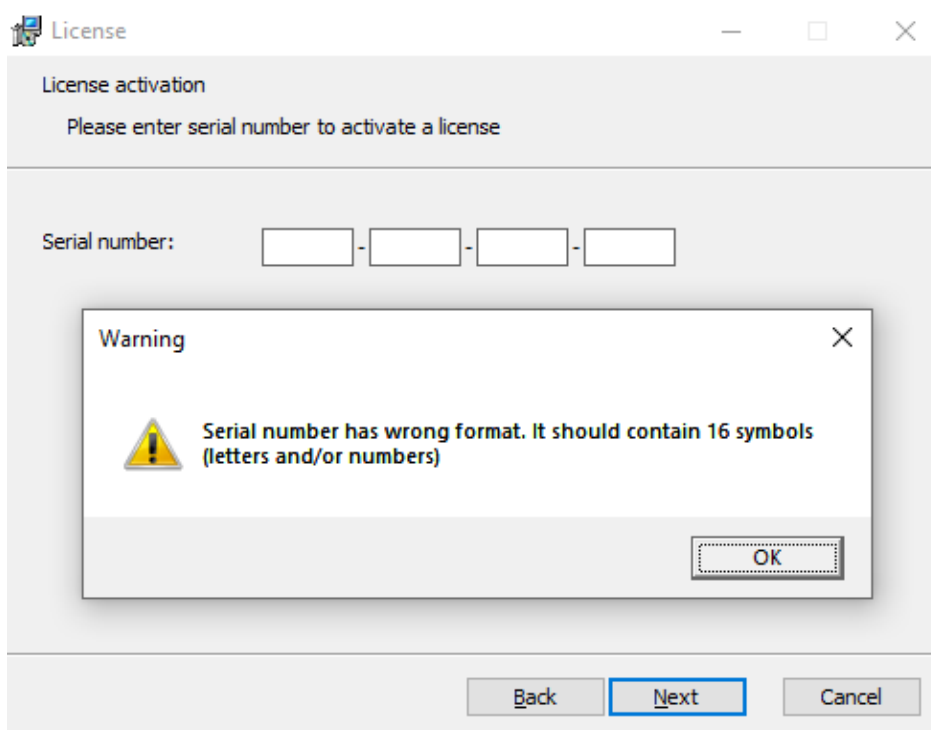 License
License activation
Please enter serial number to activate a license
Serial number:
- - -
Warning
Serial number has wrong format. It should contain 16 symbols
(letters and/or numbers)
OK
Back Next Cancel